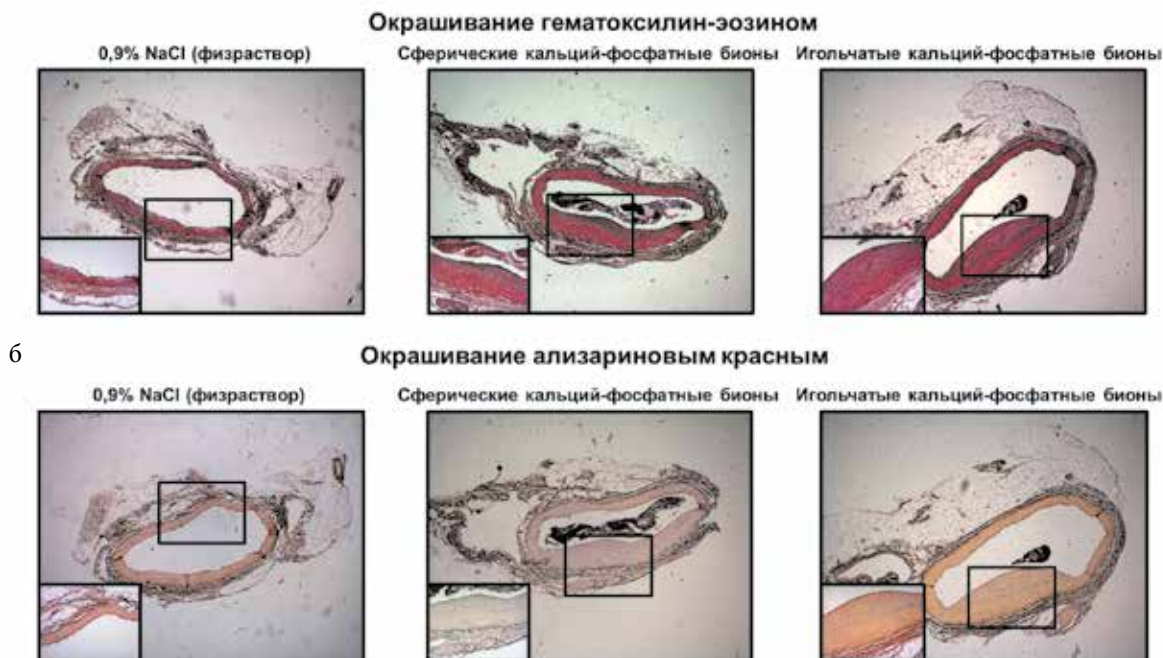 Окрашивание гематоксилин-эозином
0,9% NaCl (физраствор) Сферические кальций-фосфатные бионы Игольчатые кальций-фосфатные бионы
б
Окрашивание ализариновым красным
0,9% NaCl (физраствор) Сферические кальций-фосфатные бионы Игольчатые кальций-фосфатные бионы